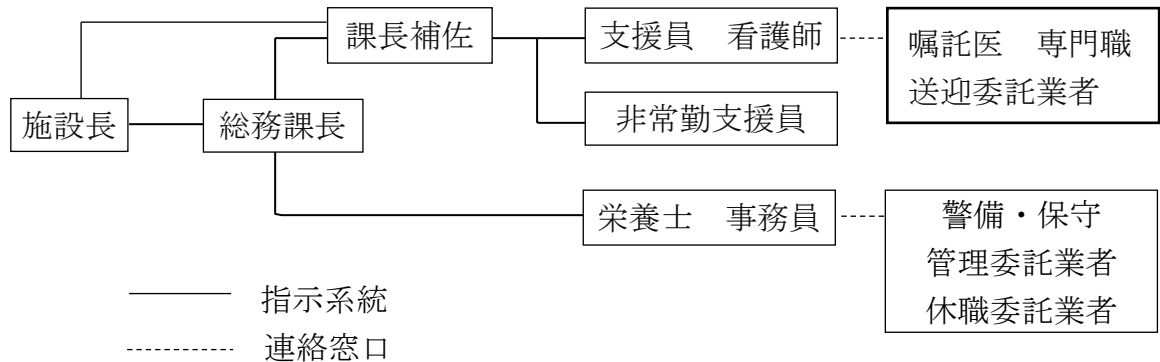 課長補佐
支援員　看護師
嘱託医　専門職
送迎委託業者
施設長
総務課長
非常勤支援員
栄養士　事務員
警備・保守
管理委託業者
休職委託業者
指示系統
連絡窓口